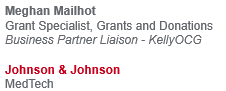 Meghan Mailhot
Grant Specialist, Grants and Donations
Business Partner Liaison - KellyOCG
Johnson & Johnson
MedTech